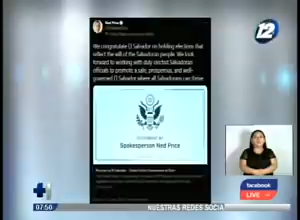 12
Ned Price
We congratulate El Salvador on holding elections that
reflect the will of the Salvadoran people. We look
forward to working with duly elected Salvadoran
officials to promote a safe, prosperous, and well-
governed El Salvador where all Salvadorans can thrive
STATEMENT BY
Spokesperson Ned Price
facebook
LIVE
07:50
NUESTRAS REDES SOCIA